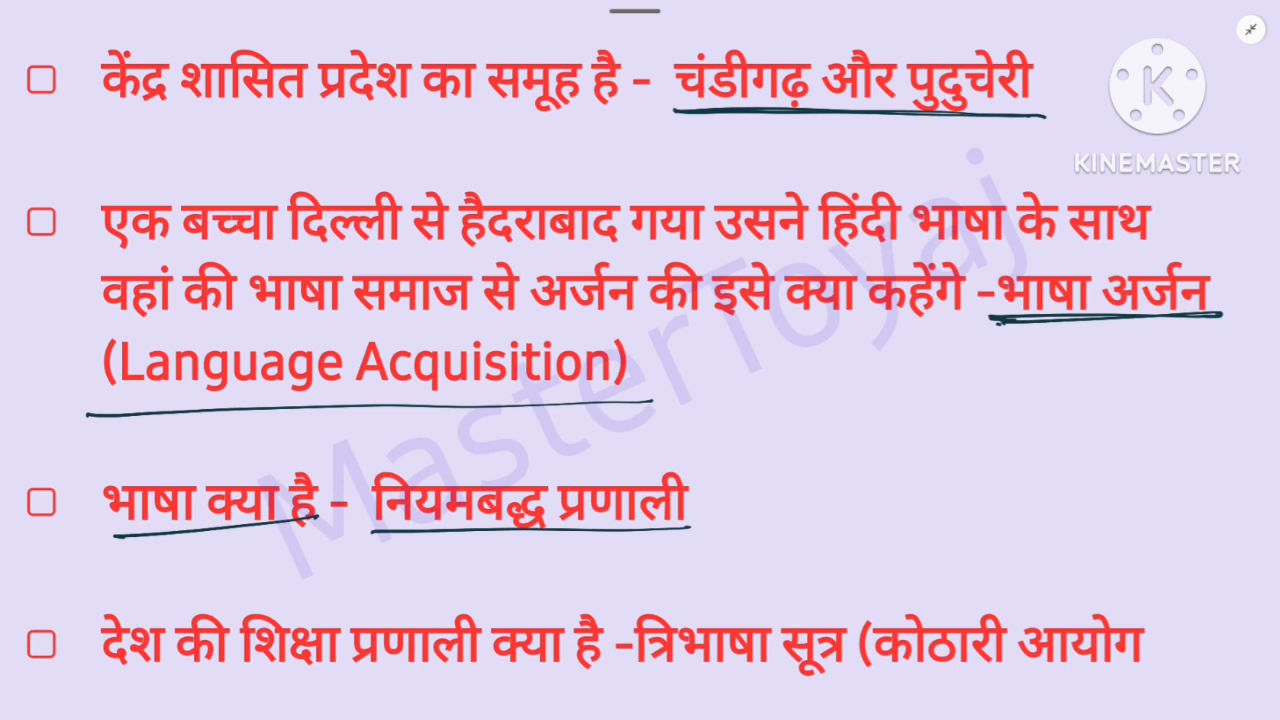 केंद्र शासित प्रदेश का समूह है - चंडीगढ़ और पुदुचेरी
K
KINEMASTER
एक बच्चा दिल्ली से हैदराबाद गया उसने हिंदी भाषा के साथ
वहां की भाषा समाज से अर्जन की इसे क्या कहेंगे -भाषा अर्जन
(Language Acquisition)
MasterToyaj
भाषा क्या है - नियमबद्ध प्रणाली
देश की शिक्षा प्रणाली क्या है -त्रिभाषा सूत्र (कोठारी आयोग